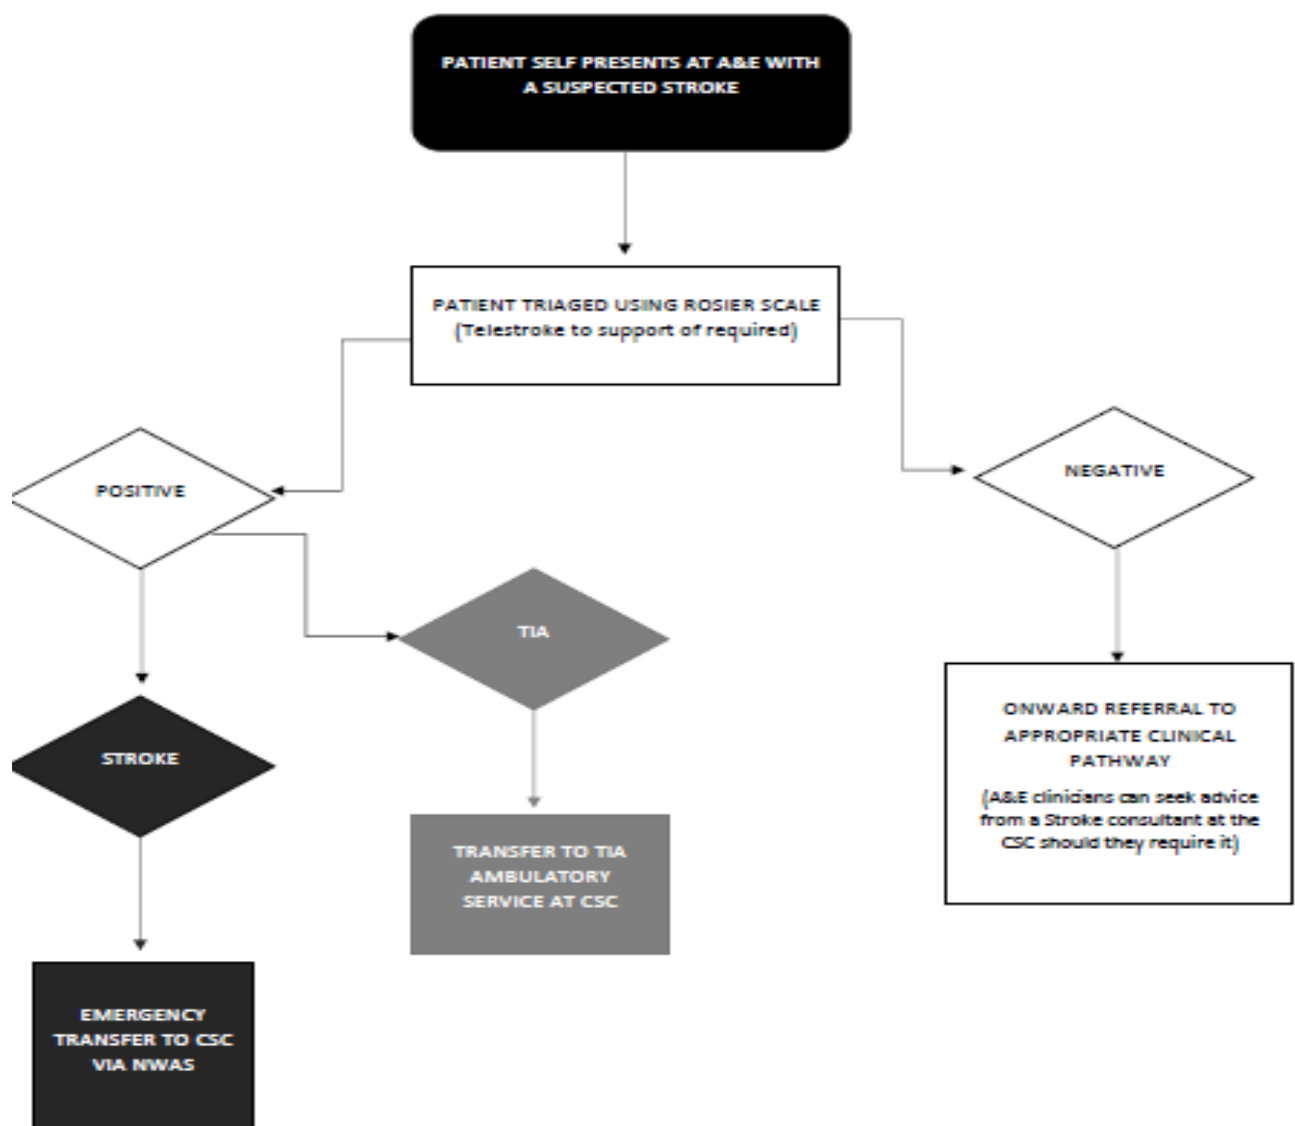 PATIENT SELF PRESENTS AT A&E WITH
A SUSPECTED STROKE
PATIENT TRIAGED USING ROSIER SCALE
(Telestroke to support of required)
POSITIVE
NEGATIVE
TIA
STROKE
ONWARD REFERRAL TO
APPROPRIATE CLINICAL
PATHWAY
(A&E clinicians can seek advice
from a Stroke consultant at the
CSC should they require it)
TRANSFER TO TIA
AMBULATORY
SERVICE AT CSC
EMERGENCY
TRANSFER TO CSC
VIA NWAS